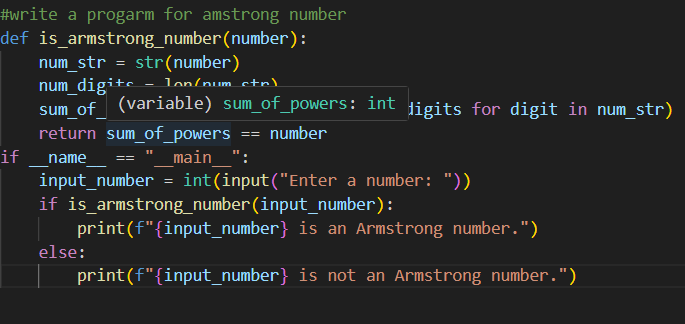 #write a progarm for amstrong number
def is_armstrong_number(number):
    num_str = str(number)
    num_digits = len(num_str)
    sum_of_ digits for digit in num_str)
(variable) sum_of_powers: int
    return sum_of_powers == number
if __name__ == "__main__":
    input_number = int(input("Enter a number: "))
    if is_armstrong_number(input_number):
        print(f"{input_number} is an Armstrong number.")
    else:
        print(f"{input_number} is not an Armstrong number.")